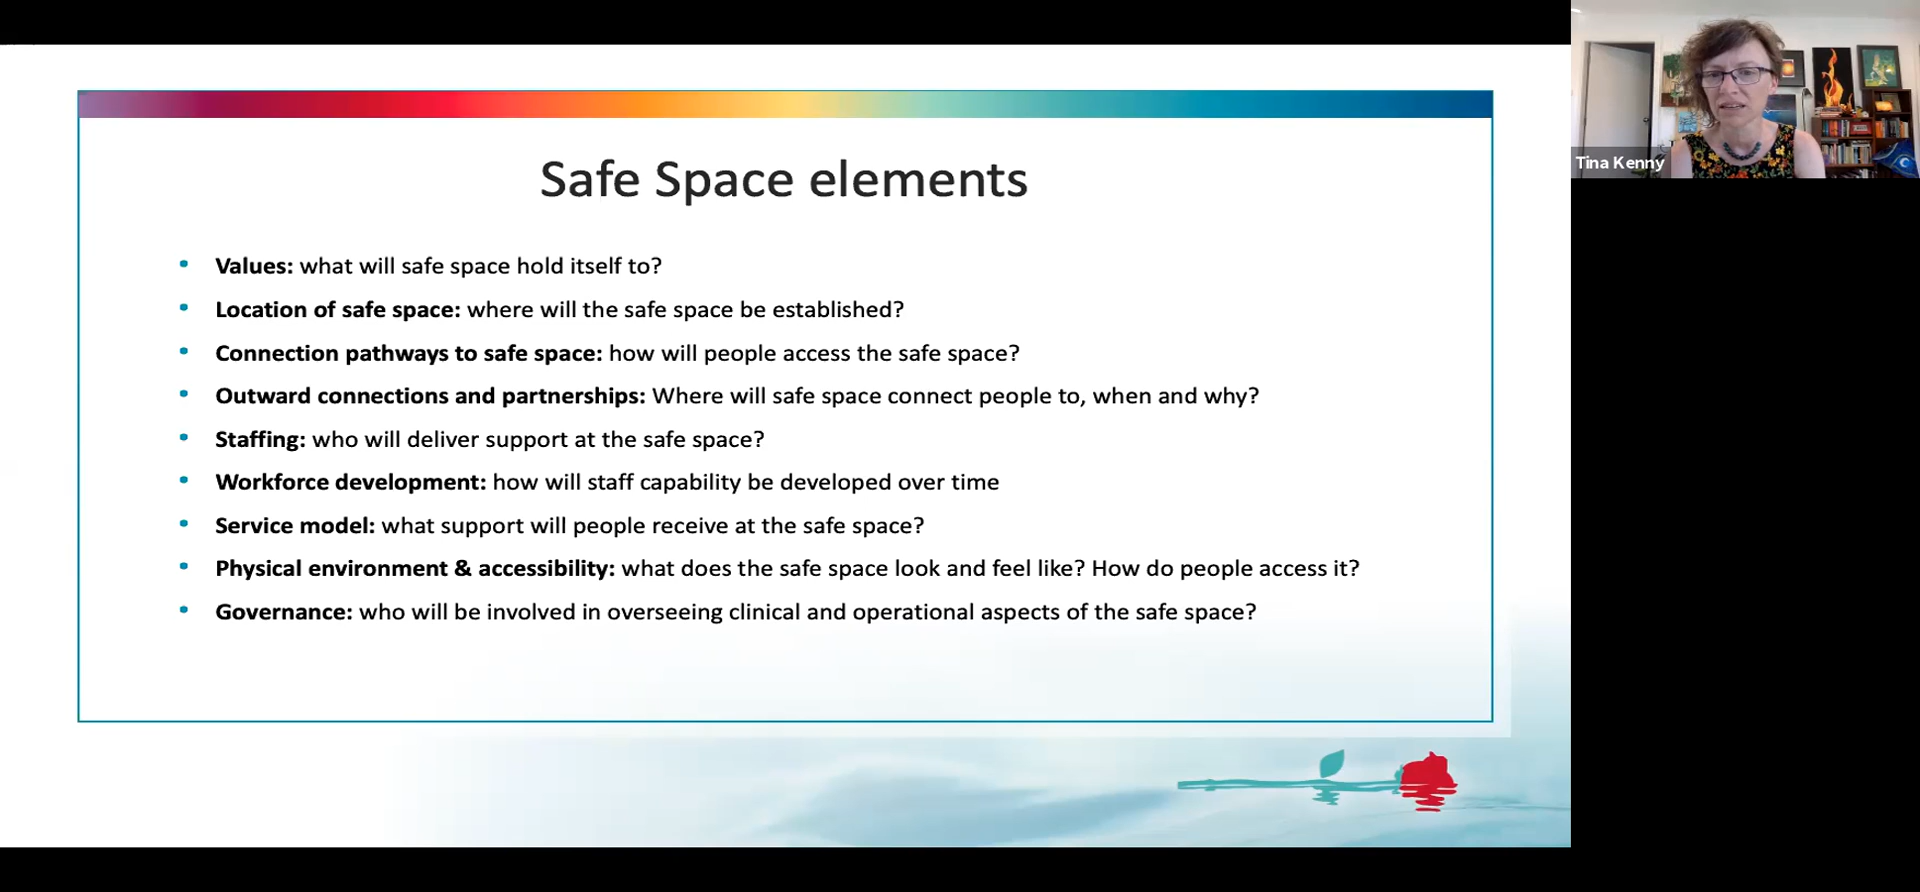 Safe Space elements
• Values: what will safe space hold itself to?
• Location of safe space: where will the safe space be established?
• Connection pathways to safe space: how will people access the safe space?
• Outward connections and partnerships: Where will safe space connect people to, when and why?
• Staffing: who will deliver support at the safe space?
• Workforce development: how will staff capability be developed over time
• Service model: what support will people receive at the safe space?
• Physical environment & accessibility: what does the safe space look and feel like? How do people access it?
• Governance: who will be involved in overseeing clinical and operational aspects of the safe space?
Tina Kenny